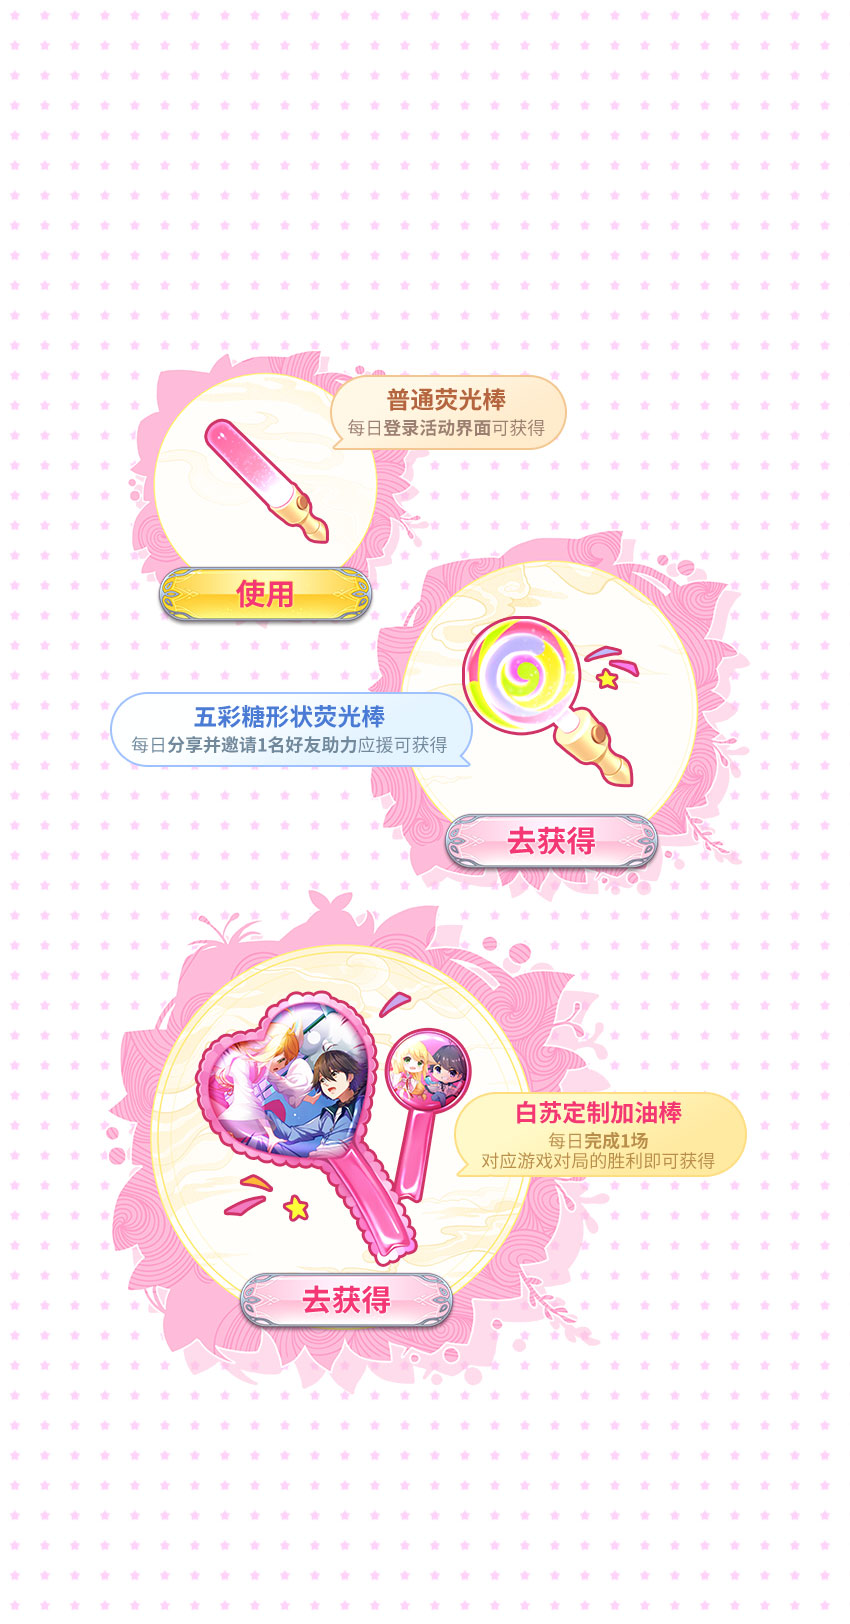 普通荧光棒
每日登录活动界面可获得
使用
五彩糖形状荧光棒
每日分享并邀请1名好友助力应援可获得
去获得
白苏定制加油棒
每日完成1场
对应游戏对局的胜利即可获得
去获得